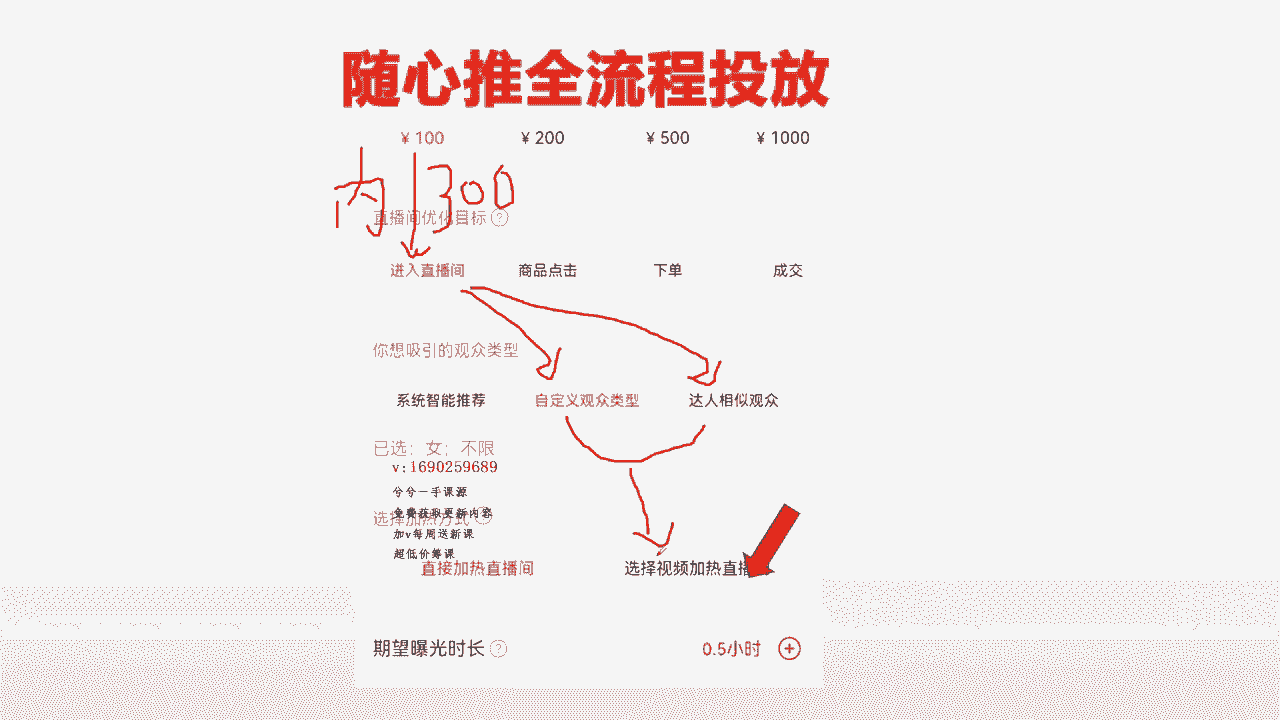 随心推全流程投放
¥ 100 ¥ 200 ¥ 500 ¥ 1000
内 300
直播间优化目标 ?
进入直播间 商品点击 下单 成交
你想吸引的观众类型
系统智能推荐 自定义观众类型 达人相似观众
已选：女；不限
v:1690259689
兮兮一手课源
免费获取更新内容
选择加热方式 ?
加v每周送新课
超低价筹课
直接加热直播间 选择视频加热直播
期望曝光时长 ? 0.5小时 +